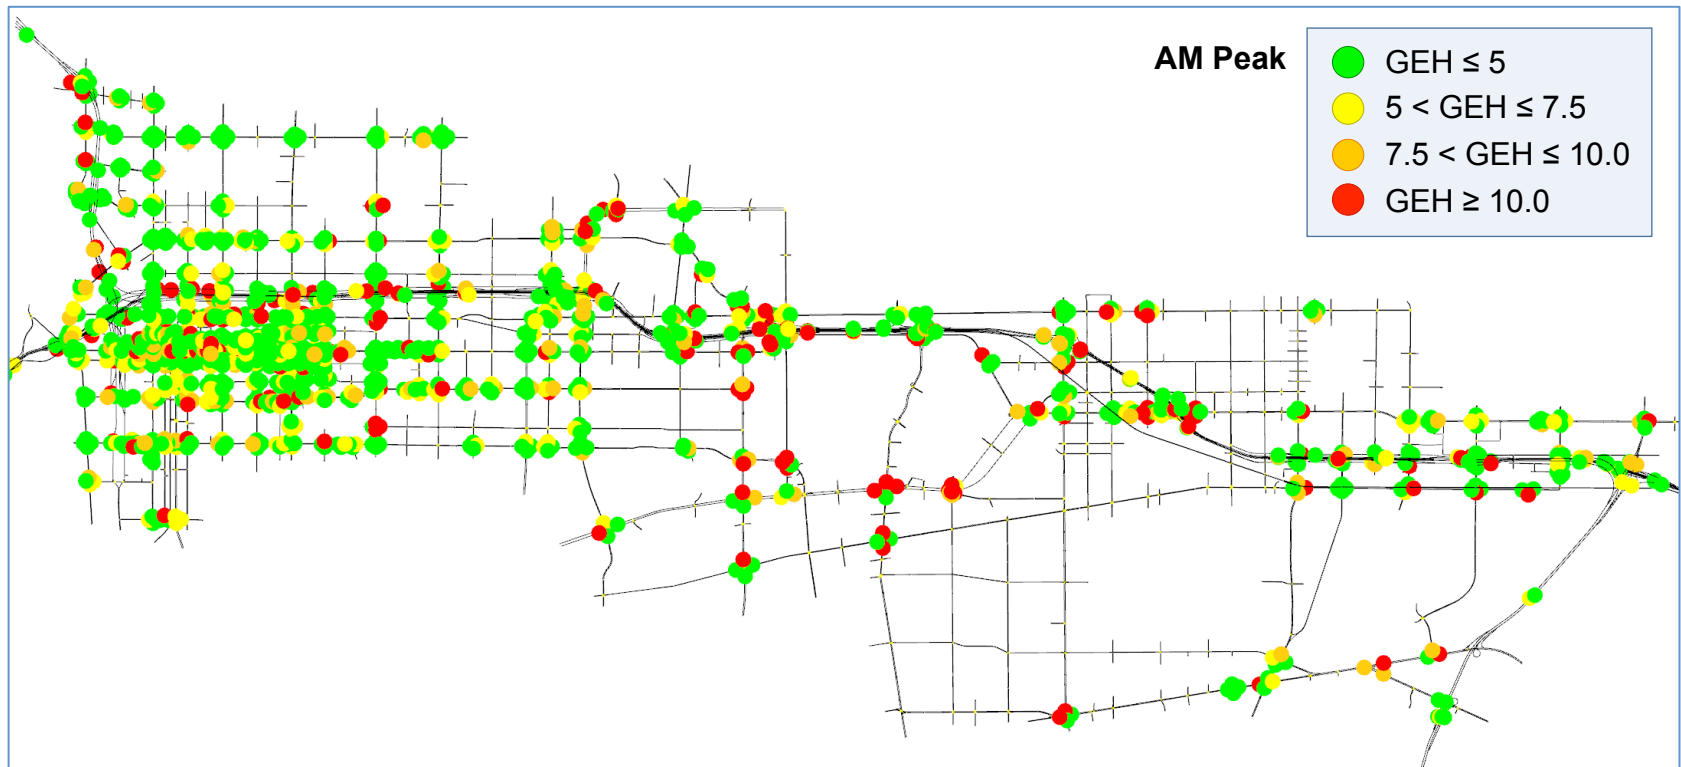 AM Peak
GEH ≤ 5
5 < GEH ≤ 7.5
7.5 < GEH ≤ 10.0
GEH ≥ 10.0